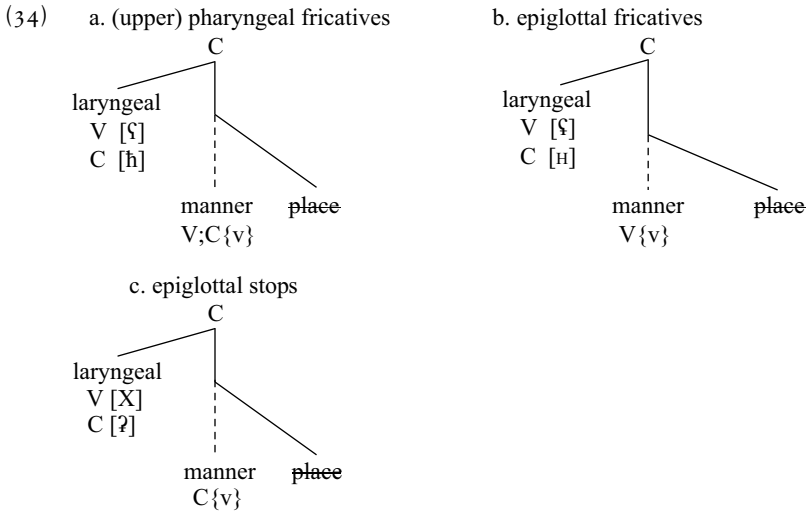 (34) a. (upper) pharyngeal fricatives b. epiglottal fricatives
C
laryngeal
V [ʕ]
C [ħ]
manner place
V;C{v}
C
laryngeal
V [ʢ]
C [ʜ]
manner place
V{v}
c. epiglottal stops
C
laryngeal
V [X]
C [ʡ]
manner place
C{v}